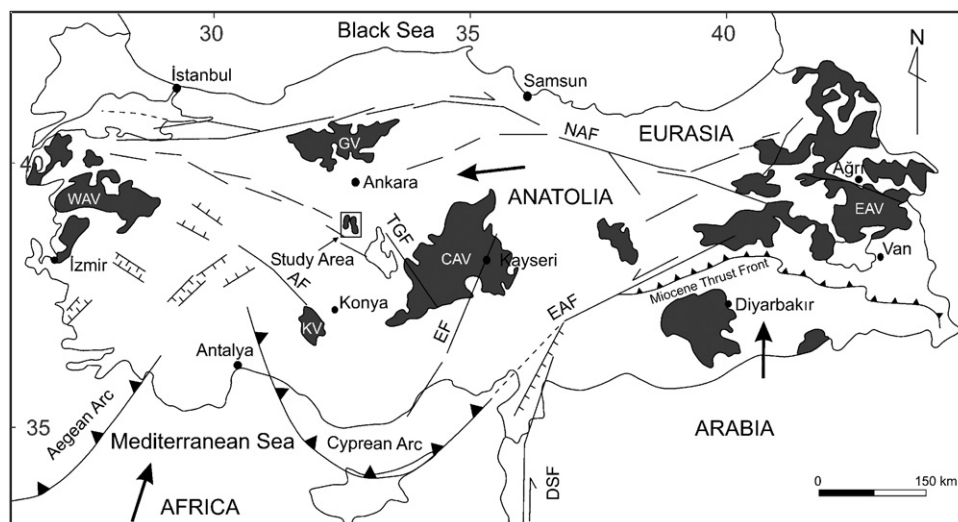 30
35
40
Black Sea
N
İstanbul
Samsun
NAF
EURASIA
GV
40
Ankara
ANATOLIA
Ağrı
WAV
EAV
TGF
Study Area
CAV
Kayseri
Van
İzmir
AF
Miocene Thrust Front
Konya
EAF
Diyarbakır
KV
EF
Antalya
35
Aegean Arc
Mediterranean Sea
Cyprean Arc
ARABIA
DSF
AFRICA
0
150 km